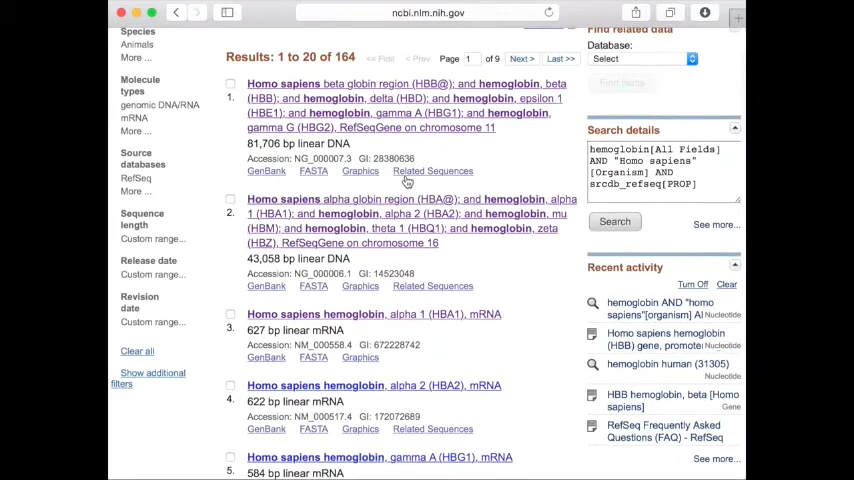 ncbi.nlm.nih.gov
Species
Animals
More ...
Molecule
types
genomic DNA/RNA
mRNA
More ...
Source
databases
RefSeq
More ...
Sequence
length
Custom range...
Release date
Custom range...
Revision
date
Custom range...
Clear all
Show additional
filters
Results: 1 to 20 of 164
<< First
< Prev
Page 1 of 9
Next >
Last >>
1.
Homo sapiens beta globin region (HBB@); and hemoglobin, beta
(HBB); and hemoglobin, delta (HBD); and hemoglobin, epsilon 1
(HBE1); and hemoglobin, gamma A (HBG1); and hemoglobin,
gamma G (HBG2), RefSeqGene on chromosome 11
81,706 bp linear DNA
Accession: NG_000007.3 GI: 28380636
GenBank FASTA Graphics Related Sequences
2.
Homo sapiens alpha globin region (HBA@); and hemoglobin, alpha
1 (HBA1); and hemoglobin, alpha 2 (HBA2); and hemoglobin, mu
(HBM); and hemoglobin, theta 1 (HBQ1); and hemoglobin, zeta
(HBZ), RefSeqGene on chromosome 16
43,058 bp linear DNA
Accession: NG_000006.1 GI: 14523048
GenBank FASTA Graphics Related Sequences
3.
Homo sapiens hemoglobin, alpha 1 (HBA1), mRNA
627 bp linear mRNA
Accession: NM_000558.4 GI: 672228742
GenBank FASTA Graphics
4.
Homo sapiens hemoglobin, alpha 2 (HBA2), mRNA
622 bp linear mRNA
Accession: NM_000517.4 GI: 172072689
GenBank FASTA Graphics Related Sequences
5.
Homo sapiens hemoglobin, gamma A (HBG1), mRNA
584 bp linear mRNA
Find related data
Database:
Select
Find items
Search details
hemoglobin[All Fields]
AND "Homo sapiens"
[Organism] AND
srcdb_refseq[PROP]
Search
See more...
Recent activity
Turn Off Clear
hemoglobin AND "homo
sapiens"[organism] Al Nucleotide
Homo sapiens hemoglobin
(HBB) gene, promoter Nucleotide
hemoglobin human (31305)
Nucleotide
HBB hemoglobin, beta [Homo
sapiens] Gene
RefSeq Frequently Asked
Questions (FAQ) - RefSeq
See more...